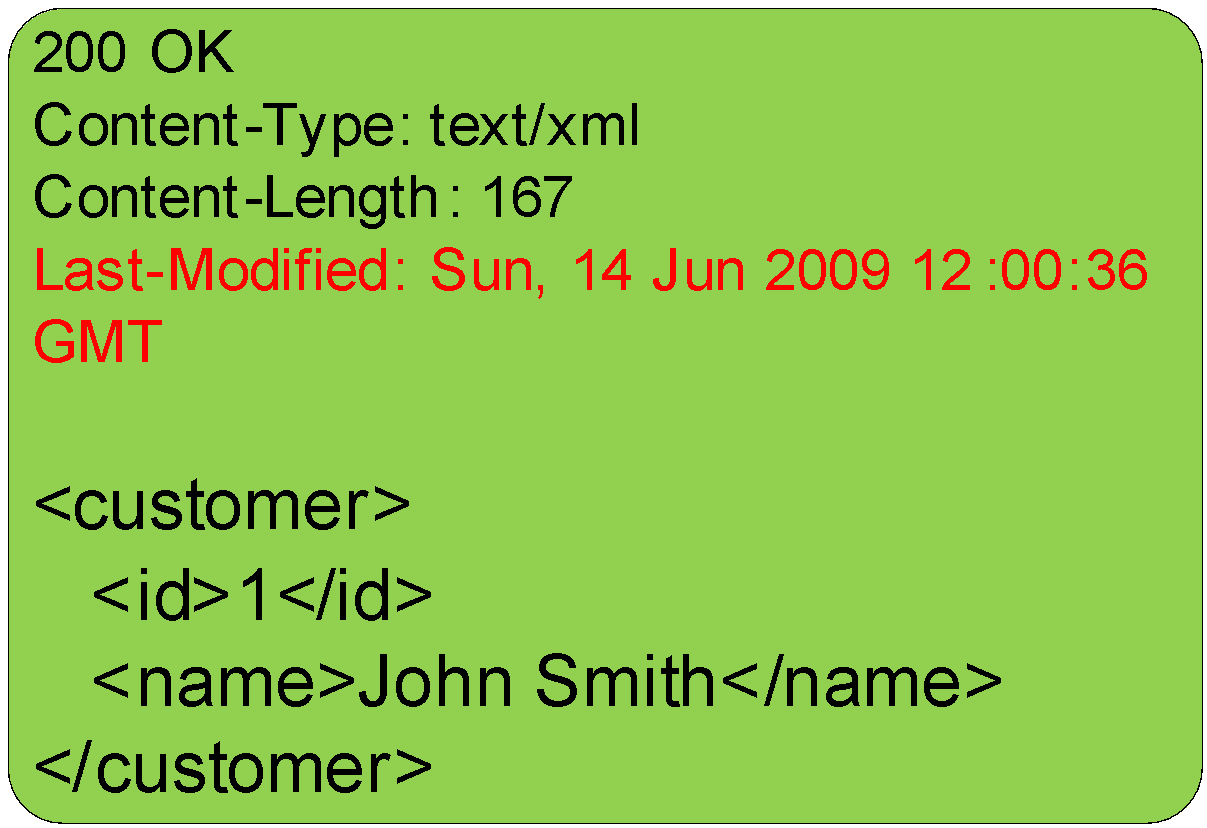 200 OK
Content-Type: text/xml
Content-Length: 167
Last-Modified: Sun, 14 Jun 2009 12:00:36
GMT
<customer>
<id>1</id>
<name>John Smith</name>
</customer>